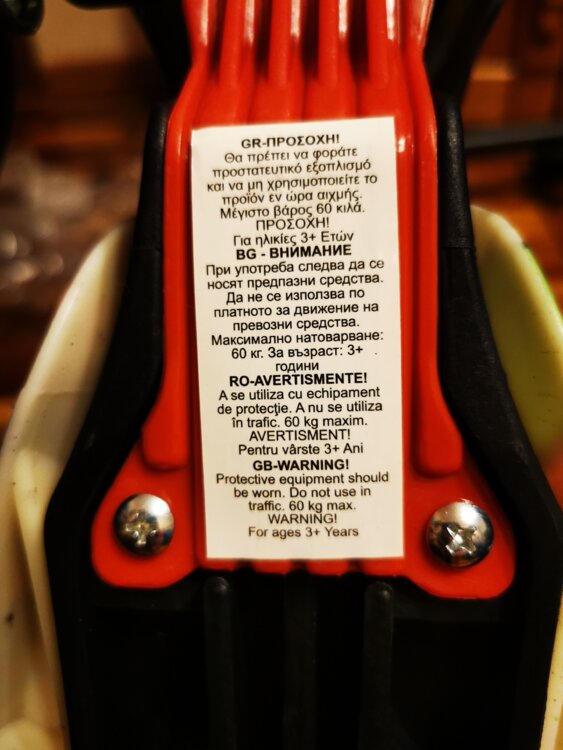 GR-ΠΡΟΣΟΧΗ!
Θα πρέπει να φοράτε
προστατευτικό εξοπλισμό
και να μη χρησιμοποιείτε το
προϊόν εν ώρα αιχμής.
Μέγιστο βάρος 60 κιλά.
ΠΡΟΣΟΧΗ!
Για ηλικίες 3+ Ετών
BG - ВНИМАНИЕ
При употреба следва да се
носят предпазни средства.
Да не се използва по
платното за движение на
превозни средства.
Максимално натоварване:
60 кг. За възраст: 3+
години
RO-AVERTISMENTE!
A se utiliza cu echipament
de protecţie. A nu se utiliza
în trafic. 60 kg maxim.
AVERTISMENT!
Pentru vârste 3+ Ani
GB-WARNING!
Protective equipment should
be worn. Do not use in
traffic. 60 kg max.
WARNING!
For ages 3+ Years